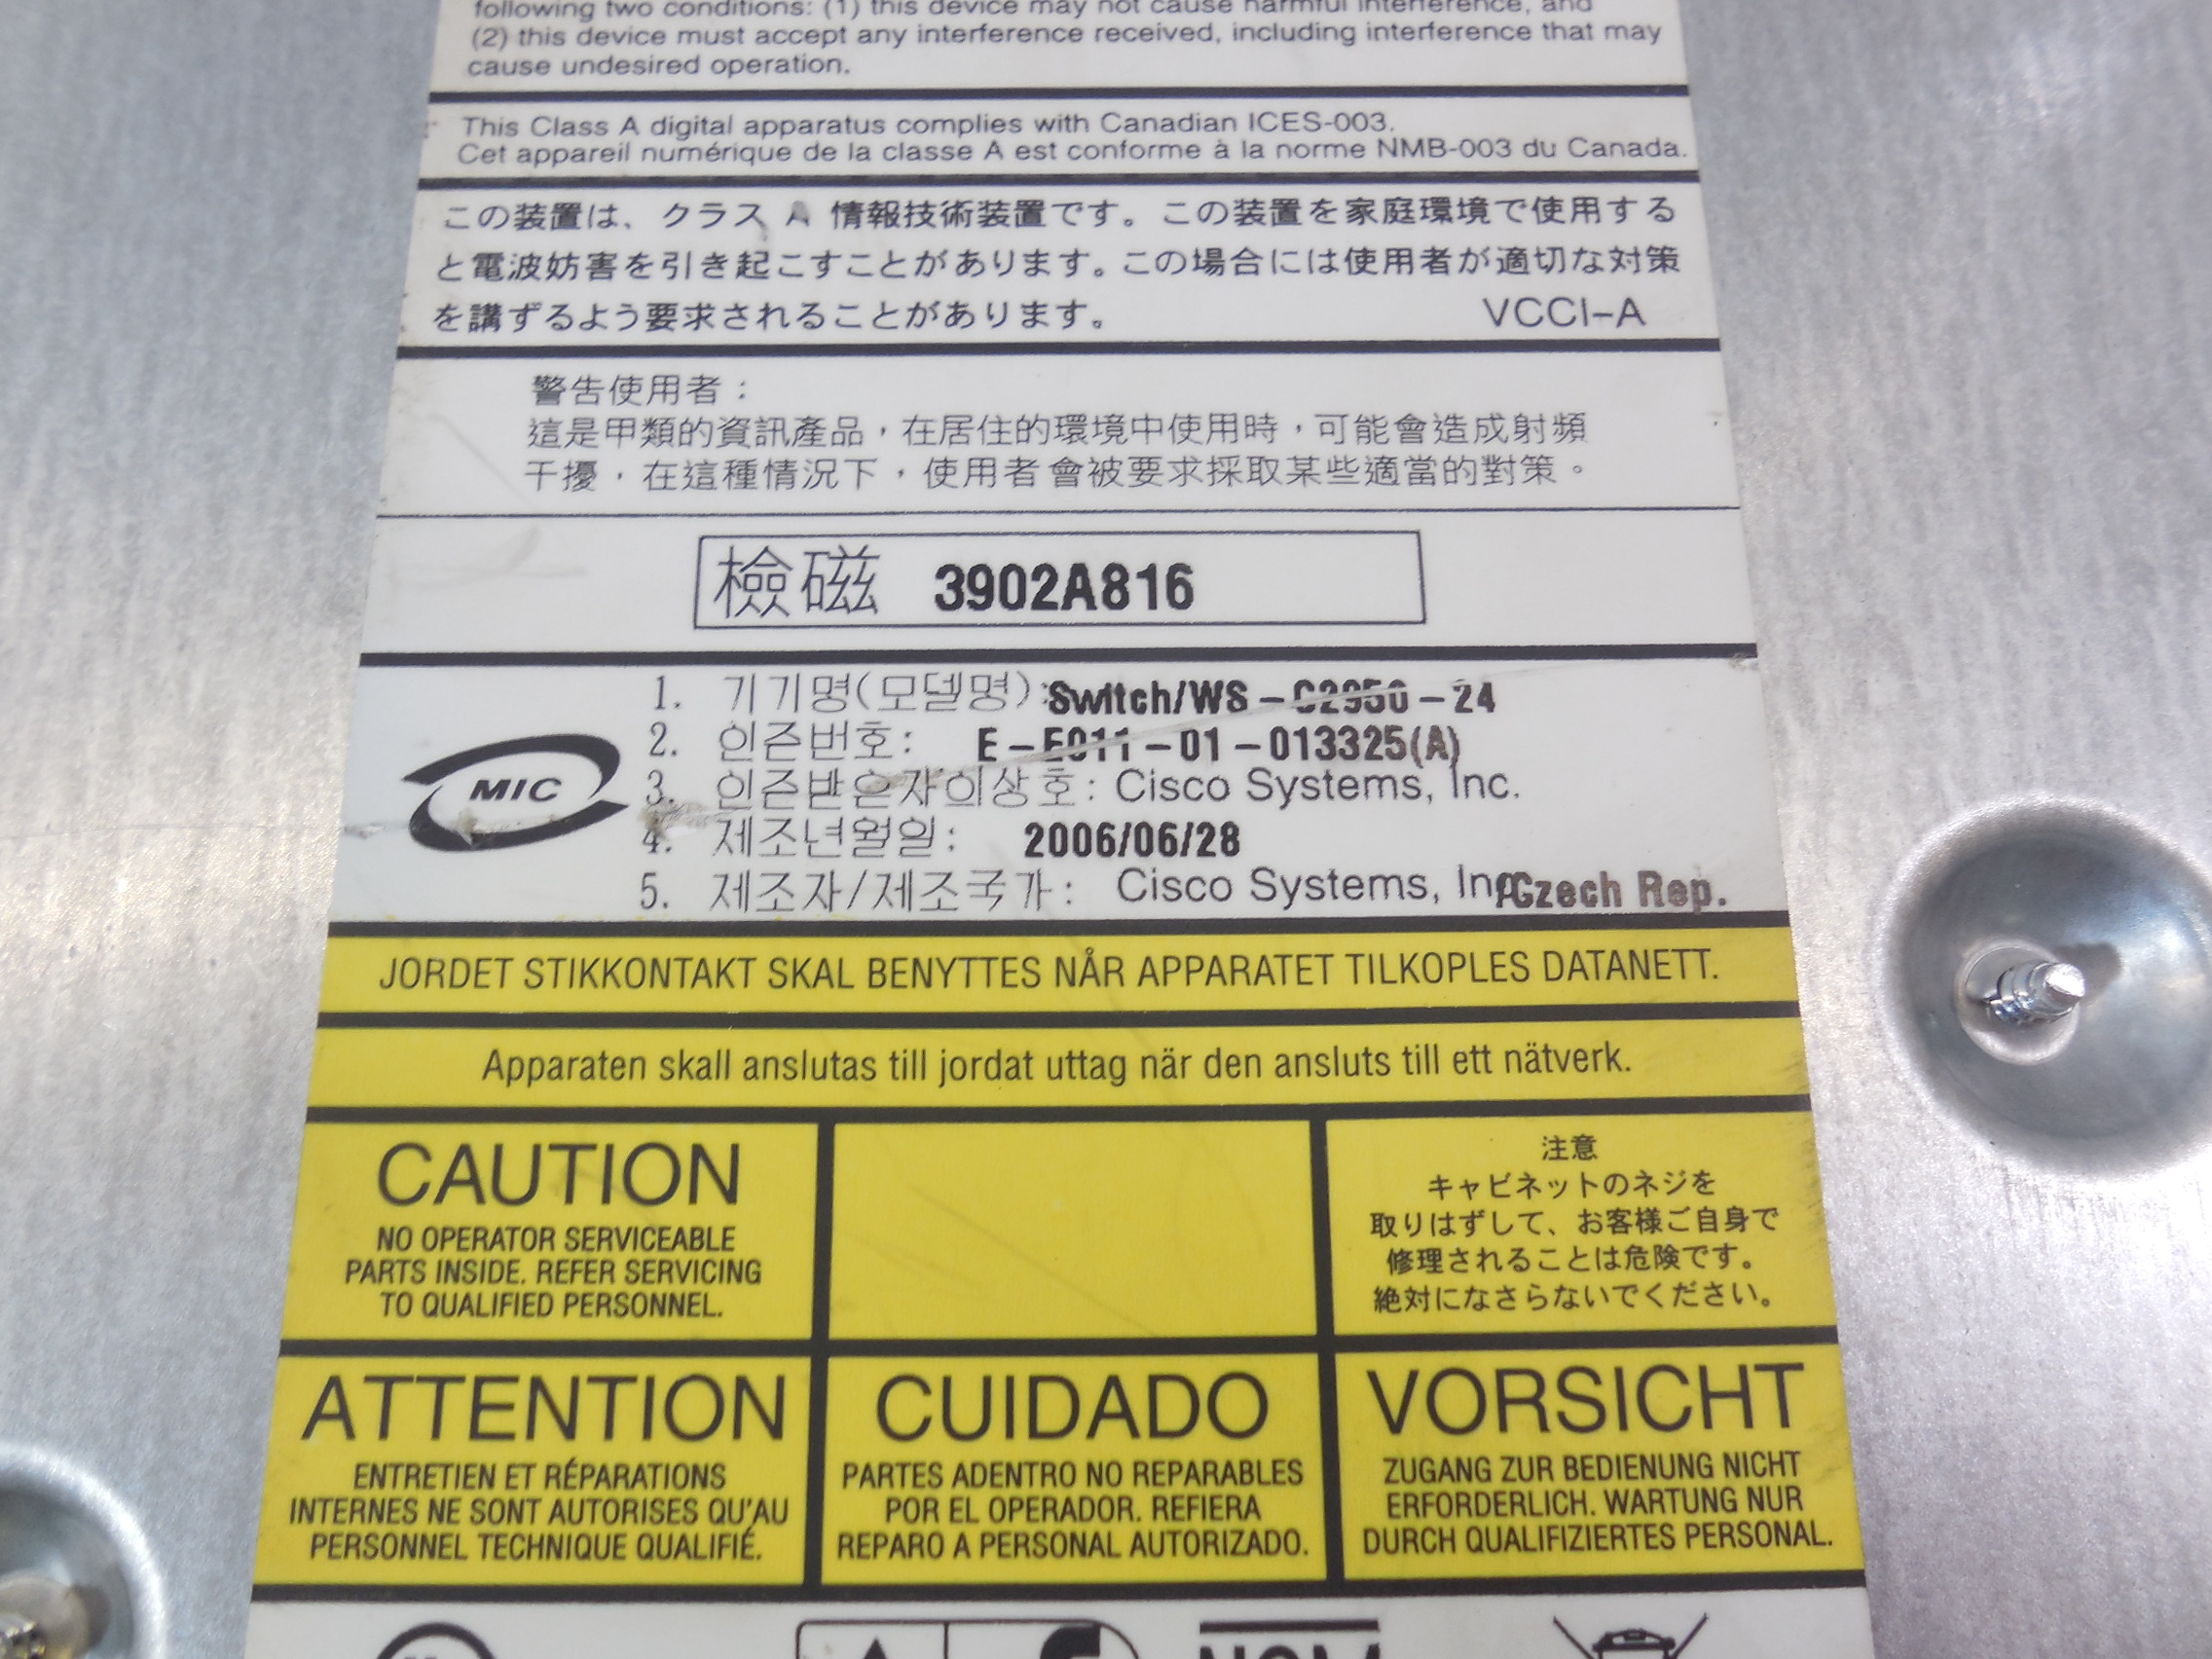 following two conditions: (1) this device may not cause harmful interference, and
(2) this device must accept any interference received, including interference that may
cause undesired operation.
This Class A digital apparatus complies with Canadian ICES-003.
Cet appareil numérique de la classe A est conforme à la norme NMB-003 du Canada.
この装置は、クラス A 情報技術装置です。この装置を家庭環境で使用する
と電波妨害を引き起こすことがあります。この場合には使用者が適切な対策
を講ずるよう要求されることがあります。 VCCI-A
警告使用者：
這是甲類的資訊產品，在居住的環境中使用時，可能會造成射頻
干擾，在這種情況下，使用者會被要求採取某些適當的對策。
檢磁 3902A816
MIC
1. 기기명(모델명): Switch/WS-C2950-24
2. 인증번호: E-E011-01-013325(A)
3. 인증받은자의상호: Cisco Systems, Inc.
4. 제조년월일: 2006/06/28
5. 제조자/제조국가: Cisco Systems, Inc/Czech Rep.
JORDET STIKKONTAKT SKAL BENYTTES NÅR APPARATET TILKOPLES DATANETT.
Apparaten skall anslutas till jordat uttag när den ansluts till ett nätverk.
CAUTION
NO OPERATOR SERVICEABLE
PARTS INSIDE. REFER SERVICING
TO QUALIFIED PERSONNEL.
注意
キャビネットのネジを
取りはずして、お客様ご自身で
修理されることは危険です。
絶対になさらないでください。
ATTENTION
ENTRETIEN ET RÉPARATIONS
INTERNES NE SONT AUTORISES QU'AU
PERSONNEL TECHNIQUE QUALIFIÉ.
CUIDADO
PARTES ADENTRO NO REPARABLES
POR EL OPERADOR. REFIERA
REPARO A PERSONAL AUTORIZADO.
VORSICHT
ZUGANG ZUR BEDIENUNG NICHT
ERFORDERLICH. WARTUNG NUR
DURCH QUALIFIZIERTES PERSONAL.
NOM